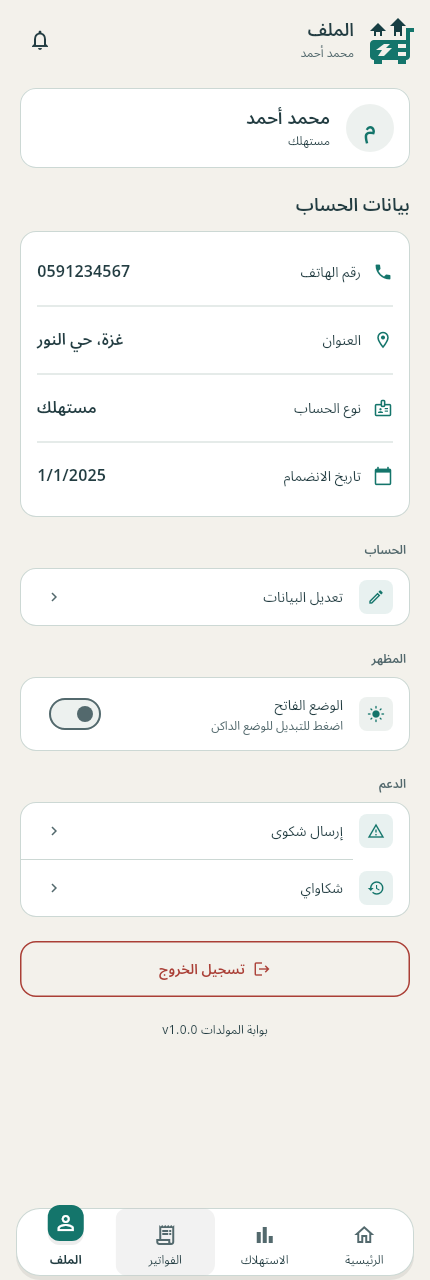 الملف
محمد أحمد
م
محمد أحمد
مستهلك
بيانات الحساب
رقم الهاتف 0591234567
العنوان غزة، حي النور
نوع الحساب مستهلك
تاريخ الانضمام 1/1/2025
الحساب
تعديل البيانات
المظهر
الوضع الفاتح
اضغط للتبديل للوضع الداكن
الدعم
إرسال شكوى
شكاواي
تسجيل الخروج
بوابة المولدات v1.0.0
الرئيسية الاستهلاك الفواتير الملف